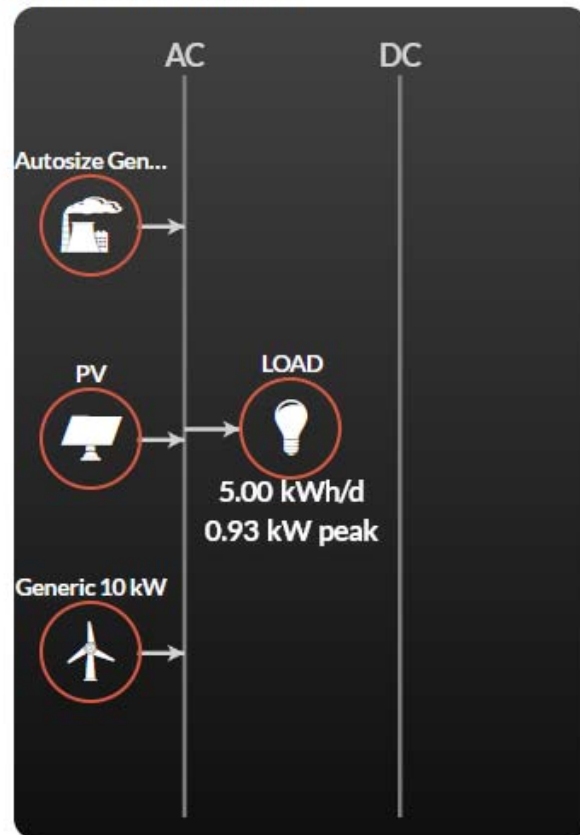 AC
DC
Autosize Gen...
PV
LOAD
5.00 kWh/d
0.93 kW peak
Generic 10 kW